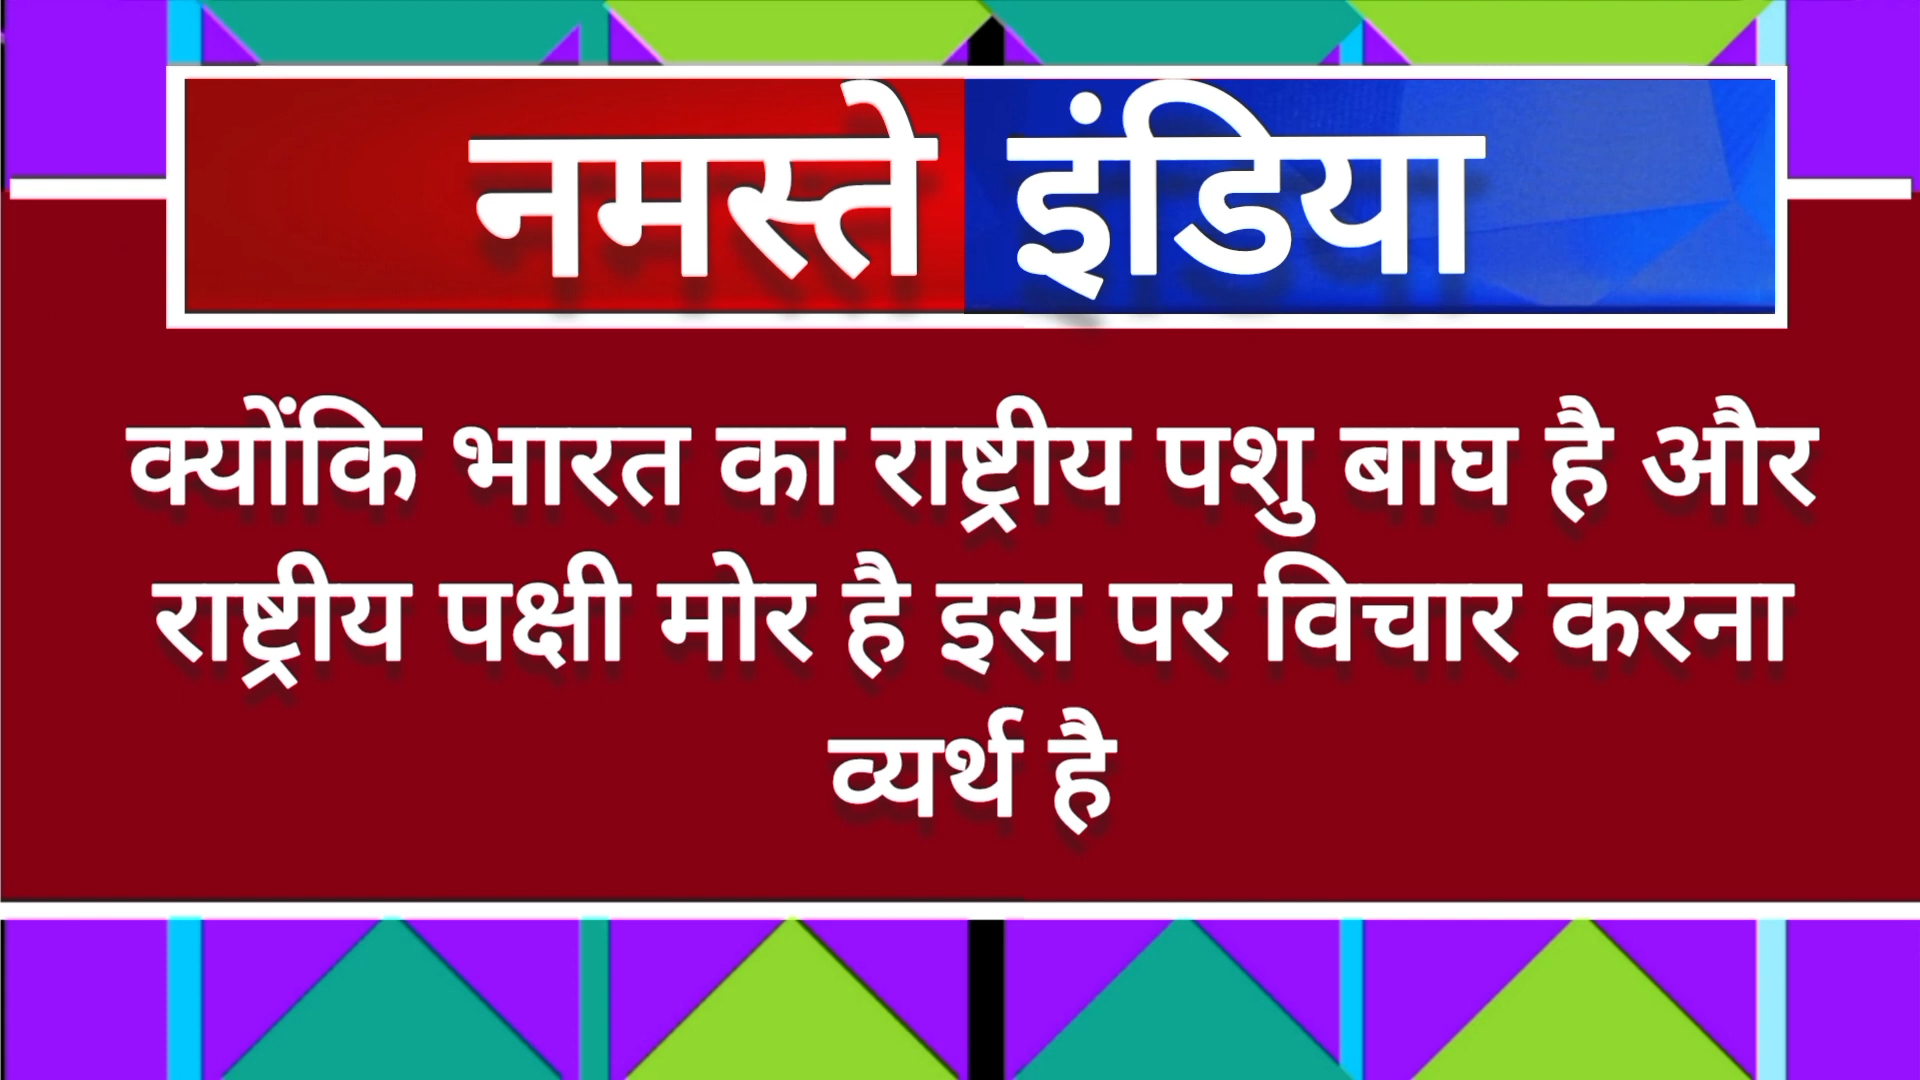 नमस्ते इंडिया
क्योंकि भारत का राष्ट्रीय पशु बाघ है और
राष्ट्रीय पक्षी मोर है इस पर विचार करना
व्यर्थ है